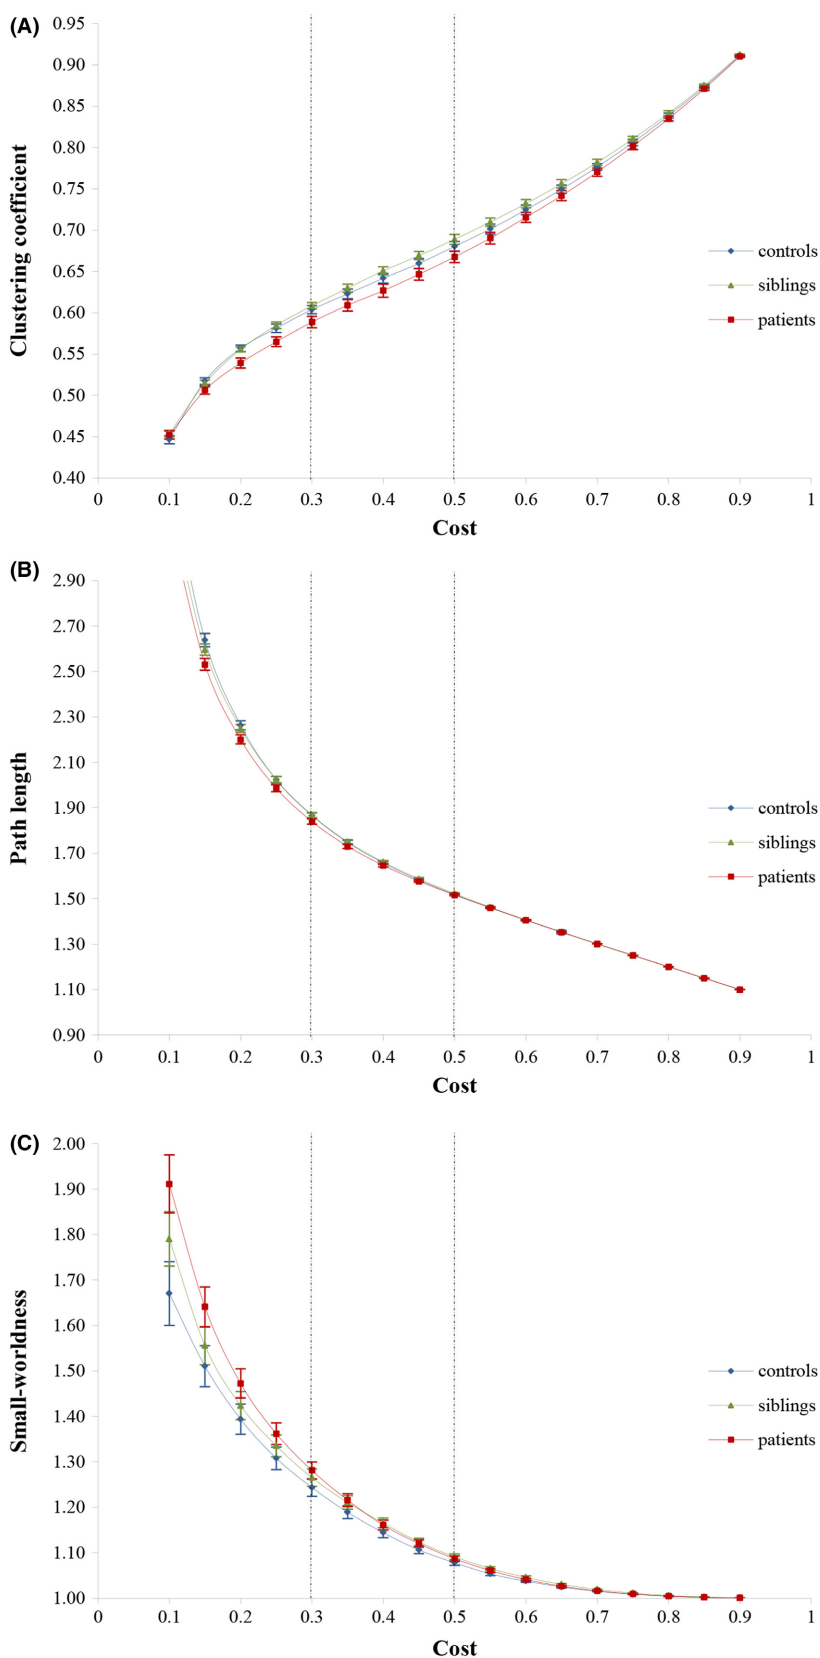 (A)
0.95
0.90
0.85
0.80
0.75
0.70
0.65
0.60
0.55
0.50
0.45
0.40
Clustering coefficient
controls
siblings
patients
0 0.1 0.2 0.3 0.4 0.5 0.6 0.7 0.8 0.9 1
Cost
(B)
2.90
2.70
2.50
2.30
2.10
1.90
1.70
1.50
1.30
1.10
0.90
Path length
controls
siblings
patients
0 0.1 0.2 0.3 0.4 0.5 0.6 0.7 0.8 0.9 1
Cost
(C)
2.00
1.90
1.80
1.70
1.60
1.50
1.40
1.30
1.20
1.10
1.00
Small-worldness
controls
siblings
patients
0 0.1 0.2 0.3 0.4 0.5 0.6 0.7 0.8 0.9 1
Cost